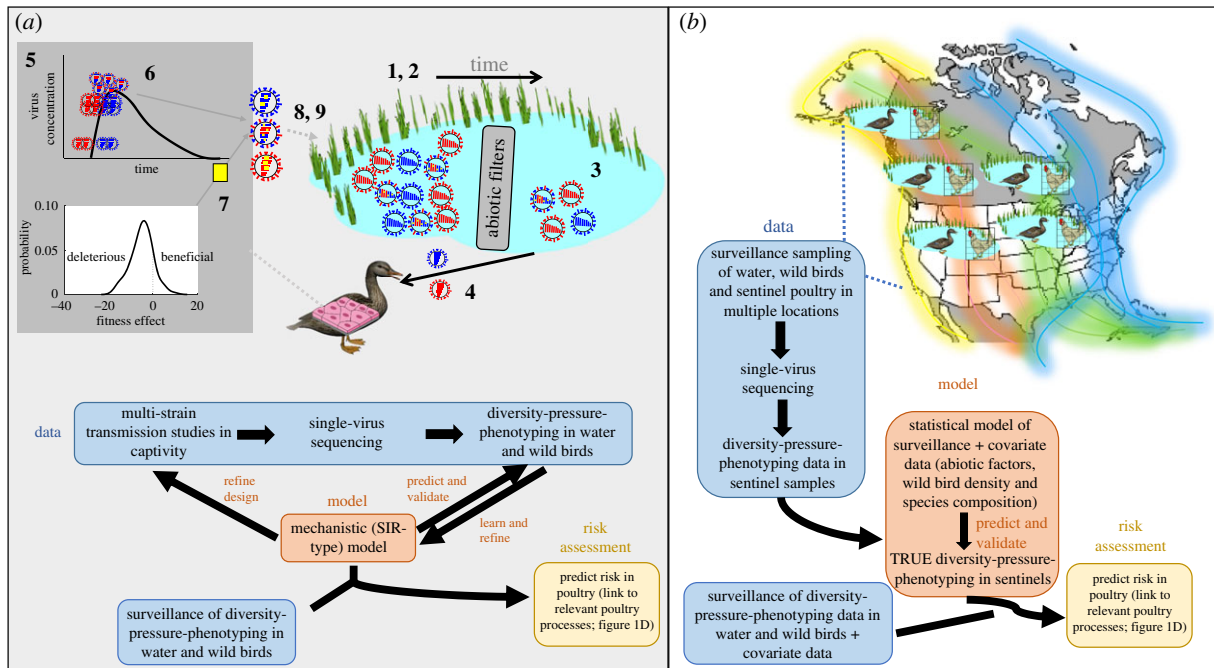 (a)
5
6
virus
concentration
time
7
0.10
0.05
0.00
probability
deleterious
beneficial
−40
−20
0
20
fitness effect
8, 9
1, 2
time
abiotic filters
3
4
data
multi-strain
transmission studies in
captivity
single-virus
sequencing
diversity-pressure-
phenotyping in water
and wild birds
refine
design
model
predict and
validate
mechanistic (SIR-
type) model
learn and
refine
risk
assessment
surveillance of diversity-
pressure-phenotyping in
water and wild birds
predict risk in
poultry (link to
relevant poultry
processes; figure 1D)
(b)
data
surveillance sampling
of water, wild birds
and sentinel poultry in
multiple locations
single-virus
sequencing
diversity-pressure-
phenotyping data in
sentinel samples
model
statistical model of
surveillance + covariate
data (abiotic factors,
wild bird density and
species composition)
predict and
validate
TRUE diversity-pressure-
phenotyping in sentinels
risk
assessment
surveillance of diversity-
pressure-phenotyping data in
water and wild birds +
covariate data
predict risk in
poultry (link to
relevant poultry
processes; figure 1D)